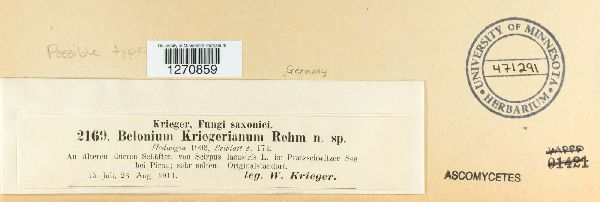 Possible type
University of Minnesota Herbarium
1270859
Germany
UNIVERSITY OF MINNESOTA
471291
HERBARIUM
Krieger, Fungi saxonici.
2169. Belonium Kriegerianum Rehm n. sp.
Hedwigia 1903, Beiblatt p. 174.
An älteren dürren Schäften von Scirpus lacustris L. im Pratzschwitzer See
bei Pirna; sehr selten. Originalstandort.
15. Juli, 28. Aug. 1911. leg. W. Krieger.
ASCOMYCETES
01421